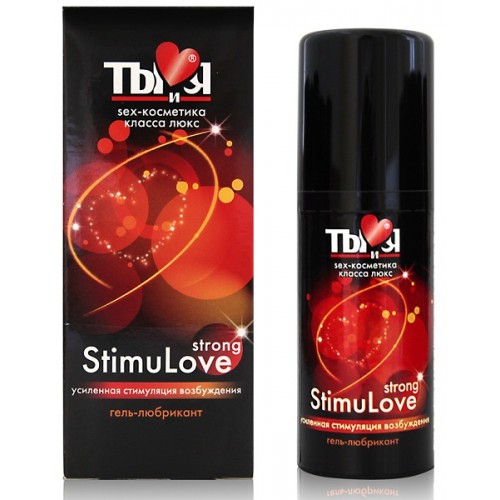 ТЫ И Я®
sex-косметика
класса люкс
strong
StimuLove
усиленная стимуляция возбуждения
гель-любрикант
ТЫ И Я
sex-косметика
класса люкс
strong
StimuLove
усиленная стимуляция возбуждения
гель-любрикант